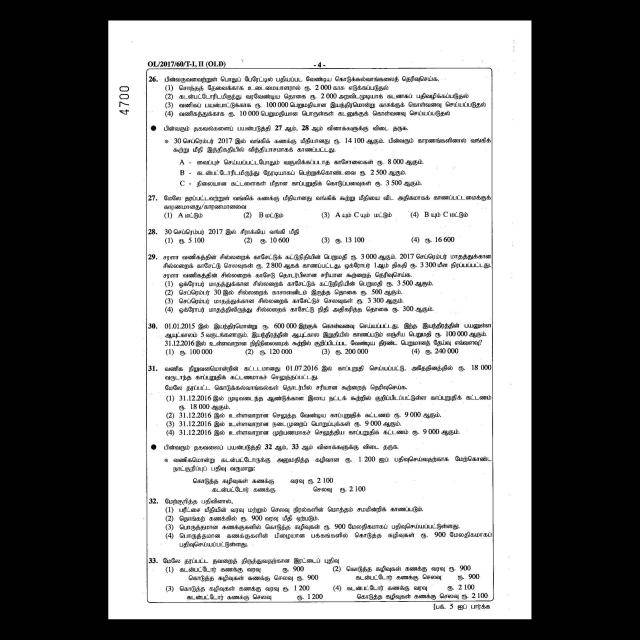 OL/2017/60/T-I, II (OLD)
- 4 -
4700
26. பின்வருவனவற்றுள் பொதுப் பேரேட்டில் பதியப்பட வேண்டிய கொடுக்கல்வாங்கலைத் தெரிவுசெய்க.
(1) சொந்தத் தேவைக்காக உடைமையாளரால் ரூ. 2 000 காசு எடுக்கப்படுதல்
(2) கடன்பட்டோரிடமிருந்து வரவேண்டிய தொகை ரூ. 2 000 அறவிடமுடியாக் கடனாகப் பதிவழிக்கப்படுதல்
(3) வணிகப் பயன்பாட்டுக்காக ரூ. 100 000 பெறுமதியான இயந்திரமொன்று காசுக்குக் கொள்வனவு செய்யப்படுதல்
(4) வணிகத்துக்காக ரூ. 10 000 பெறுமதியான பொருள்கள் கடனுக்குக் கொள்வனவு செய்யப்படுதல்
● பின்வரும் தகவல்களைப் பயன்படுத்தி 27 ஆம், 28 ஆம் வினாக்களுக்கு விடை தருக.
∗ 30 செப்ரெம்பர் 2017 இல் வங்கிக் கணக்கு மீதியானது ரூ. 14 100 ஆகும். பின்வரும் காரணங்களினால் வங்கிக்
கூற்று மீதி இத்திகதியில் வித்தியாசமாகக் காணப்பட்டது.
A - வைப்புச் செய்யப்பட்டபோதும் வசூலிக்கப்படாத காசோலைகள் ரூ. 8 000 ஆகும்.
B - கடன்பட்டோரிடமிருந்து நேரடியாகப் பெற்றுக்கொண்டவை ரூ. 2 500 ஆகும்.
C - நிலையான கட்டளைகள் மீதான காப்புறுதிக் கொடுப்பனவுகள் ரூ. 3 500 ஆகும்.
27. மேலே தரப்பட்டவற்றுள் வங்கிக் கணக்கு மீதியானது வங்கிக் கூற்று மீதியை விட அதிகமாகக் காணப்பட்டமைக்குக்
காரணமானது/காரணமானவை
(1) A மட்டும் (2) B மட்டும் (3) A யும் C யும் மட்டும் (4) B யும் C மட்டும்
28. 30 செப்ரெம்பர் 2017 இல் சீராக்கிய வங்கி மீதி
(1) ரூ. 5 100 (2) ரூ. 10 600 (3) ரூ. 13 100 (4) ரூ. 16 600
29. சரளா வணிகத்தின் சில்லறைக் காசேட்டுக் கட்டுநிதியின் பெறுமதி ரூ. 3 000 ஆகும். 2017 செப்ரெம்பர் மாதத்துக்கான
சில்லறைக் காசேட்டு செலவுகள் ரூ. 2 800 ஆகக் காணப்பட்டது. ஒக்ரோபர் 1ஆம் திகதி ரூ. 3 300 மீள நிரப்பப்பட்டது.
சரளா வணிகத்தின் சில்லறைக் காசேடு தொடர்பிலான சரியான கூற்றைத் தெரிவுசெய்க.
(1) ஒக்ரோபர் மாதத்துக்கான சில்லறைக் காசேட்டுக் கட்டுநிதியின் பெறுமதி ரூ. 3 500 ஆகும்.
(2) செப்ரெம்பர் 30 இல் சில்லறைக் காசாளனிடம் இருந்த தொகை ரூ. 500 ஆகும்.
(3) செப்ரெம்பர் மாதத்துக்கான சில்லறைக் காசேட்டுச் செலவுகள் ரூ. 3 300 ஆகும்.
(4) ஒக்ரோபர் மாதத்திலிருந்து சில்லறைக் காசேட்டு நிதி அதிகரித்த தொகை ரூ. 300 ஆகும்.
30. 01.01.2015 இல் இயந்திரமொன்று ரூ. 600 000 இற்குக் கொள்வனவு செய்யப்பட்டது; இந்த இயந்திரத்தின் பயனுள்ள
ஆயுட்காலம் 5 வருடங்களாகும். இயந்திரத்தின் ஆயுட்கால இறுதியில் காணப்படும் எஞ்சிய பெறுமதி ரூ. 100 000 ஆகும்.
31.12.2016 இல் உள்ளவாறான நிதிநிலைமைக் கூற்றில் குறிப்பிடப்பட வேண்டிய திரண்ட பெறுமானத் தேய்வு எவ்வளவு?
(1) ரூ. 100 000 (2) ரூ. 120 000 (3) ரூ. 200 000 (4) ரூ. 240 000
31. வணிக நிறுவனமொன்றின் கட்டடமானது 01.07.2016 இல் காப்புறுதி செய்யப்பட்டு, அதேதினத்தில் ரூ. 18 000
வருடாந்த காப்புறுதிக் கட்டணமாகச் செலுத்தப்பட்டது.
மேலே தரப்பட்ட கொடுக்கல்வாங்கல்கள் தொடர்பில் சரியான கூற்றைத் தெரிவுசெய்க.
(1) 31.12.2016 இல் முடிவடைந்த ஆண்டுக்கான இலாப நட்டக் கூற்றில் குறிப்பிடப்பட்டுள்ள காப்புறுதிக் கட்டணம்
ரூ. 18 000 ஆகும்.
(2) 31.12.2016 இல் உள்ளவாறான செலுத்த வேண்டிய காப்புறுதிக் கட்டணம் ரூ. 9 000 ஆகும்.
(3) 31.12.2016 இல் உள்ளவாறான நடைமுறைப் பொறுப்புக்கள் ரூ. 9 000 ஆகும்.
(4) 31.12.2016 இல் உள்ளவாறான முற்பணமாகச் செலுத்திய காப்புறுதிக் கட்டணம் ரூ. 9 000 ஆகும்.
● பின்வரும் தகவலைப் பயன்படுத்தி 32 ஆம், 33 ஆம் வினாக்களுக்கு விடை தருக.
∗ வணிகமொன்று கடன்பட்டோருக்கு அனுமதித்த கழிவான ரூ. 1 200 ஐப் பதிவுசெய்வதற்காக மேற்கொண்ட
நாட்குறிப்புப் பதிவு வருமாறு:
கொடுத்த கழிவுகள் கணக்கு வரவு ரூ. 2 100
கடன்பட்டோர் கணக்கு செலவு ரூ. 2 100
32. மேற்குறித்த பதிவினால்,
(1) பரீட்சை மீதியின் வரவு மற்றும் செலவு நிரல்களின் மொத்தம் சமமின்றிக் காணப்படும்.
(2) தொங்கற் கணக்கில் ரூ. 900 வரவு மீதி ஏற்படும்.
(3) பொருத்தமான கணக்குகளில் கொடுத்த கழிவுகள் ரூ. 900 மேலதிகமாகப் பதிவுசெய்யப்பட்டுள்ளது.
(4) பொருத்தமான கணக்குகளின் பிழையான பக்கங்களில் கொடுத்த கழிவுகள் ரூ. 900 மேலதிகமாகப்
பதிவுசெய்யப்பட்டுள்ளது.
33. மேலே தரப்பட்ட தவறைத் திருத்துவதற்கான இரட்டைப் பதிவு
(1) கடன்பட்டோர் கணக்கு வரவு ரூ. 900 (2) கொடுத்த கழிவுகள் கணக்கு வரவு ரூ. 900
கொடுத்த கழிவுகள் கணக்கு செலவு ரூ. 900 கடன்பட்டோர் கணக்கு செலவு ரூ. 900
(3) கொடுத்த கழிவுகள் கணக்கு வரவு ரூ. 1 200 (4) கடன்பட்டோர் கணக்கு வரவு ரூ. 2 100
கடன்பட்டோர் கணக்கு செலவு ரூ. 1 200 கொடுத்த கழிவுகள் கணக்கு செலவு ரூ. 2 100
[பக். 5 ஐப் பார்க்க